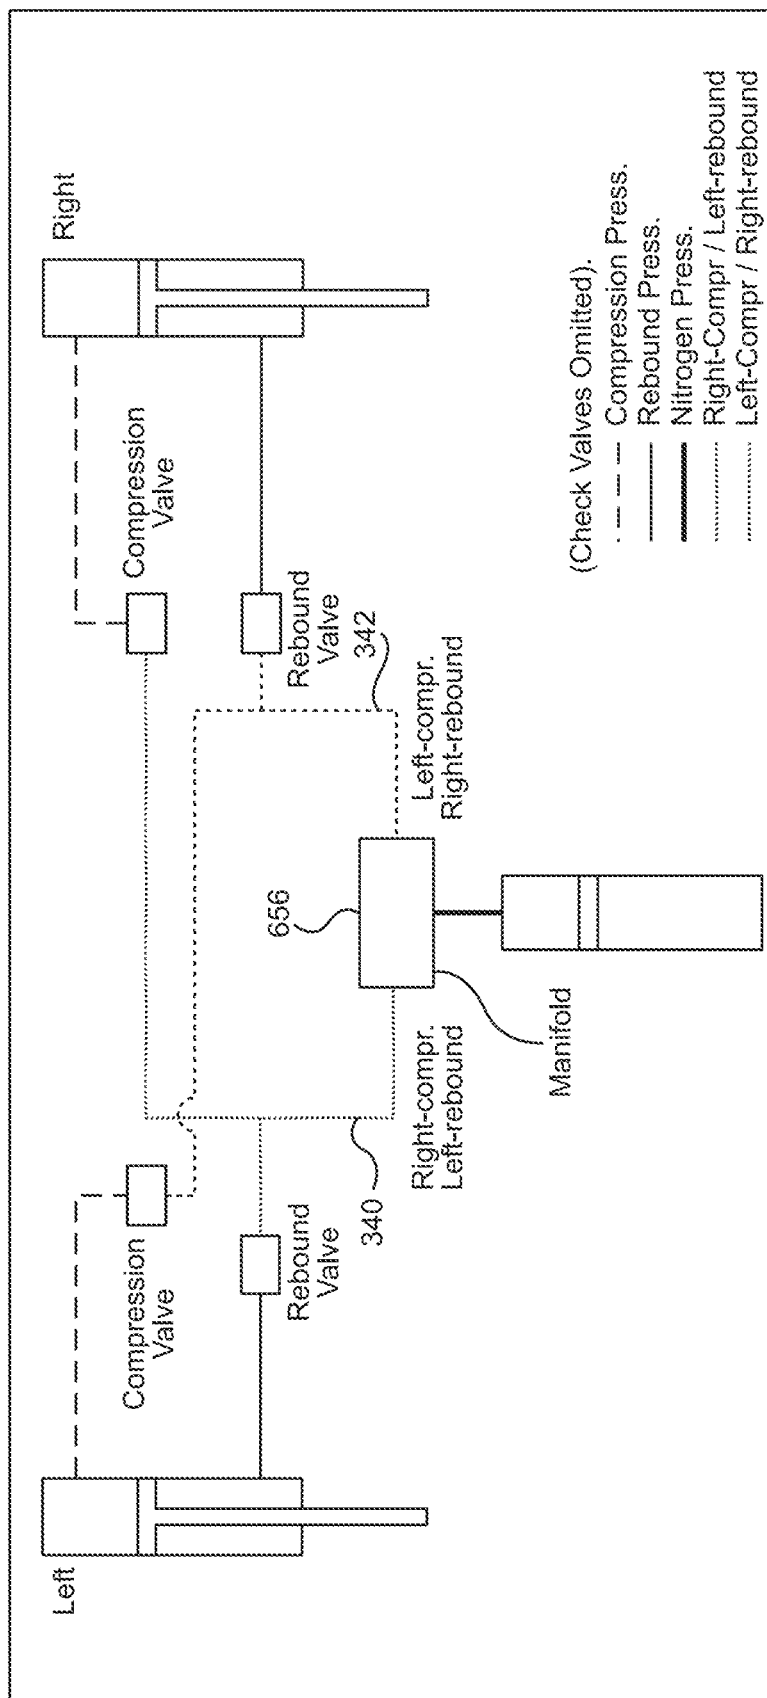 Left
Right
Compression
Valve
Compression
Valve
Rebound
Valve
Rebound
Valve
340
342
656
Right-compr.
Left-rebound
Left-compr.
Right-rebound
Manifold
(Check Valves Omitted).
Compression Press.
Rebound Press.
Nitrogen Press.
Right-Compr / Left-rebound
Left-Compr / Right-rebound